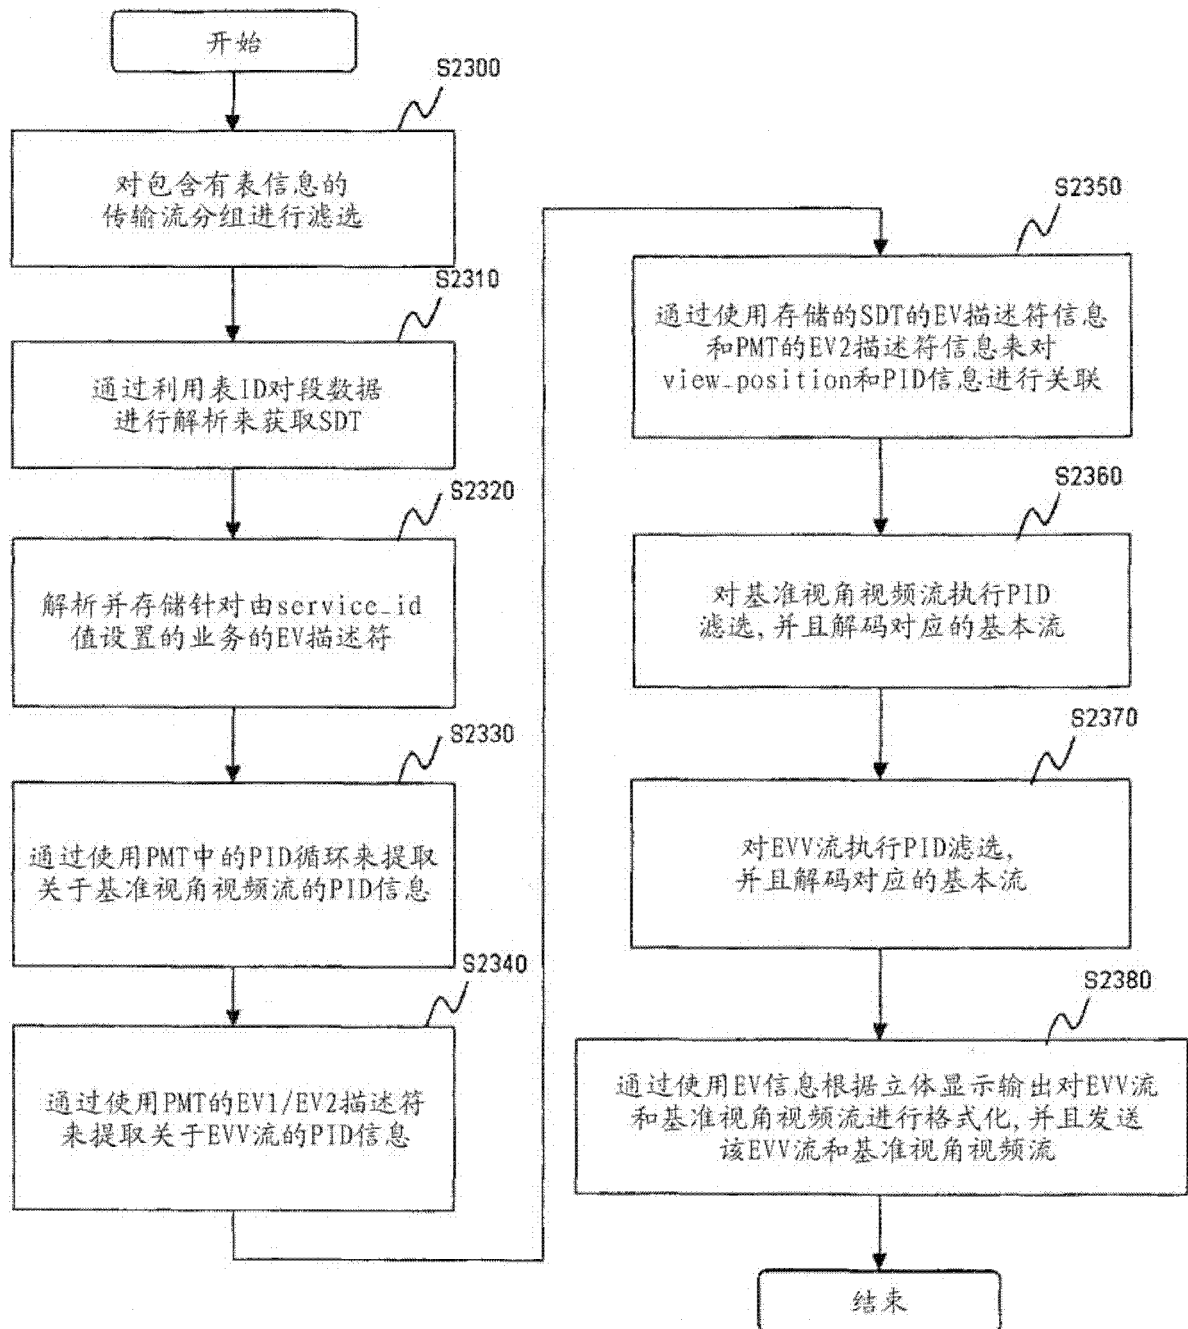 开始
S2300
对包含有表信息的
传输流分组进行滤选
S2310
通过利用表ID对段数据
进行解析来获取SDT
S2320
解析并存储针对由service_id
值设置的业务的EV描述符
S2330
通过使用PMT中的PID循环来提取
关于基准视角视频流的PID信息
S2340
通过使用PMT的EV1/EV2描述符
来提取关于EVV流的PID信息
S2350
通过使用存储的SDT的EV描述符信息
和PMT的EV2描述符信息来对
view_position和PID信息进行关联
S2360
对基准视角视频流执行PID
滤选,并且解码对应的基本流
S2370
对EVV流执行PID滤选,
并且解码对应的基本流
S2380
通过使用EV信息根据立体显示输出对EVV流
和基准视角视频流进行格式化,并且发送
该EVV流和基准视角视频流
结束